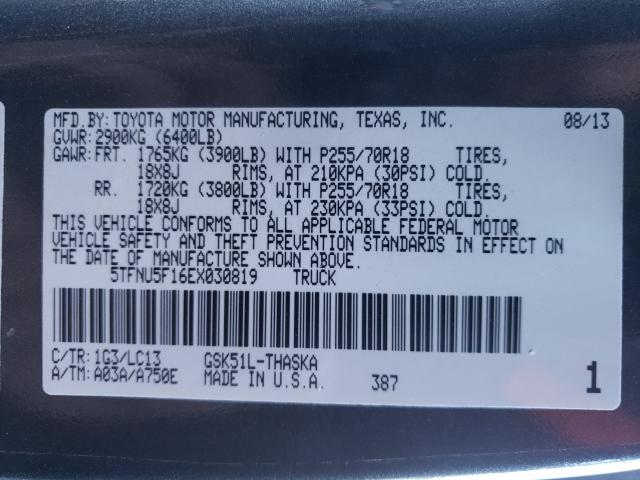 MFD.BY: TOYOTA MOTOR MANUFACTURING, TEXAS, INC. 08/13
GVWR: 2900KG (6400LB)
GAWR: FRT. 1765KG (3900LB) WITH P255/70R18 TIRES,
18X8J RIMS, AT 210KPA (30PSI) COLD.
RR. 1720KG (3800LB) WITH P255/70R18 TIRES,
18X8J RIMS, AT 230KPA (33PSI) COLD.
THIS VEHICLE CONFORMS TO ALL APPLICABLE FEDERAL MOTOR
VEHICLE SAFETY AND THEFT PREVENTION STANDARDS IN EFFECT ON
THE DATE OF MANUFACTURE SHOWN ABOVE.
5TFNU5F16EX030819 TRUCK
C/TR: 1G3/LC13 GSK51L-THASKA
A/TM: A03A/A750E MADE IN U.S.A. 387 1